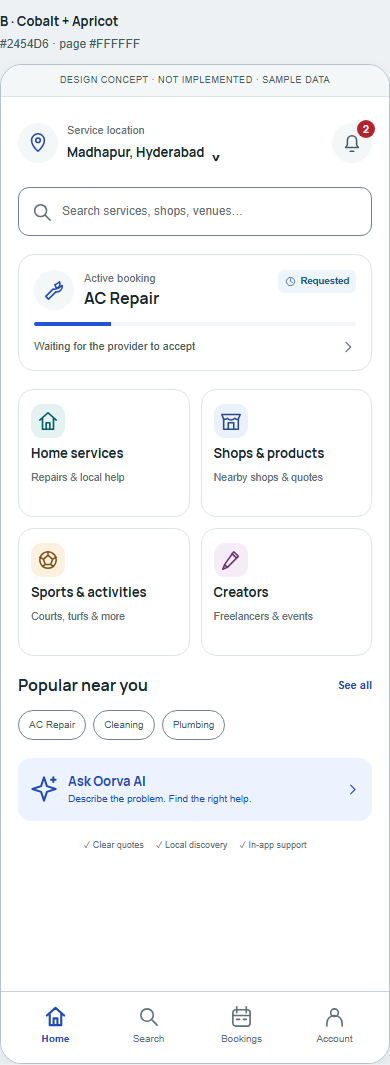 B · Cobalt + Apricot
#2454D6 · page #FFFFFF
DESIGN CONCEPT · NOT IMPLEMENTED · SAMPLE DATA
Service location
Madhapur, Hyderabad
2
Search services, shops, venues…
Active booking
AC Repair
Requested
Waiting for the provider to accept
Home services
Repairs & local help
Shops & products
Nearby shops & quotes
Sports & activities
Courts, turfs & more
Creators
Freelancers & events
Popular near you
See all
AC Repair
Cleaning
Plumbing
Ask Oorva AI
Describe the problem. Find the right help.
✓ Clear quotes ✓ Local discovery ✓ In-app support
Home
Search
Bookings
Account